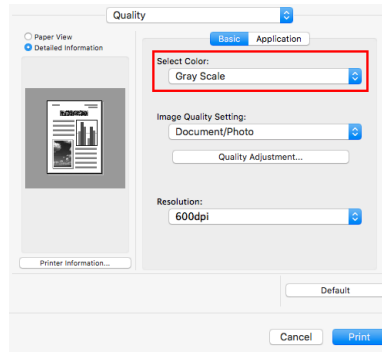 Quality
Paper View
Detailed Information
Basic Application
Select Color:
Gray Scale
Image Quality Setting:
Document/Photo
Quality Adjustment...
Resolution:
600dpi
Printer Information...
Default
Cancel Print